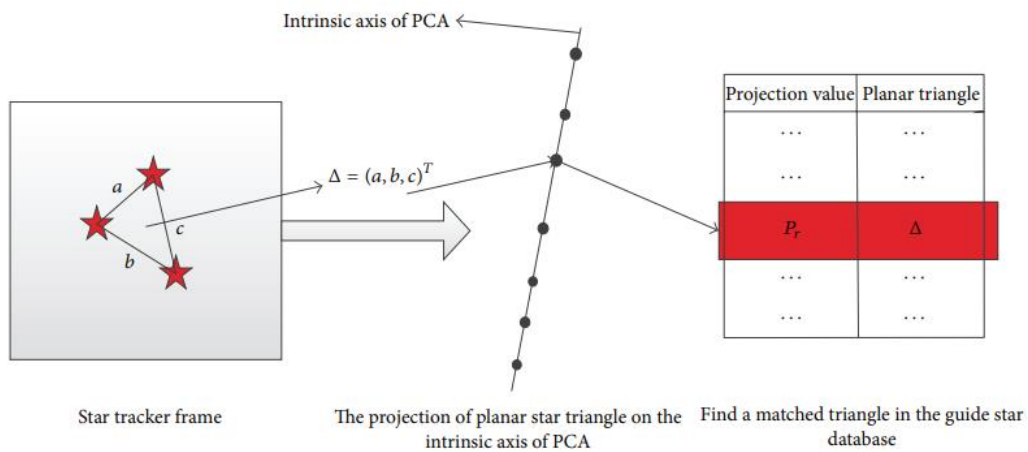 Intrinsic axis of PCA
a
b
c
Δ = (a, b, c)^T
Projection value Planar triangle
... ...
... ...
P_r Δ
... ...
... ...
Star tracker frame
The projection of planar star triangle on the
intrinsic axis of PCA
Find a matched triangle in the guide star
database